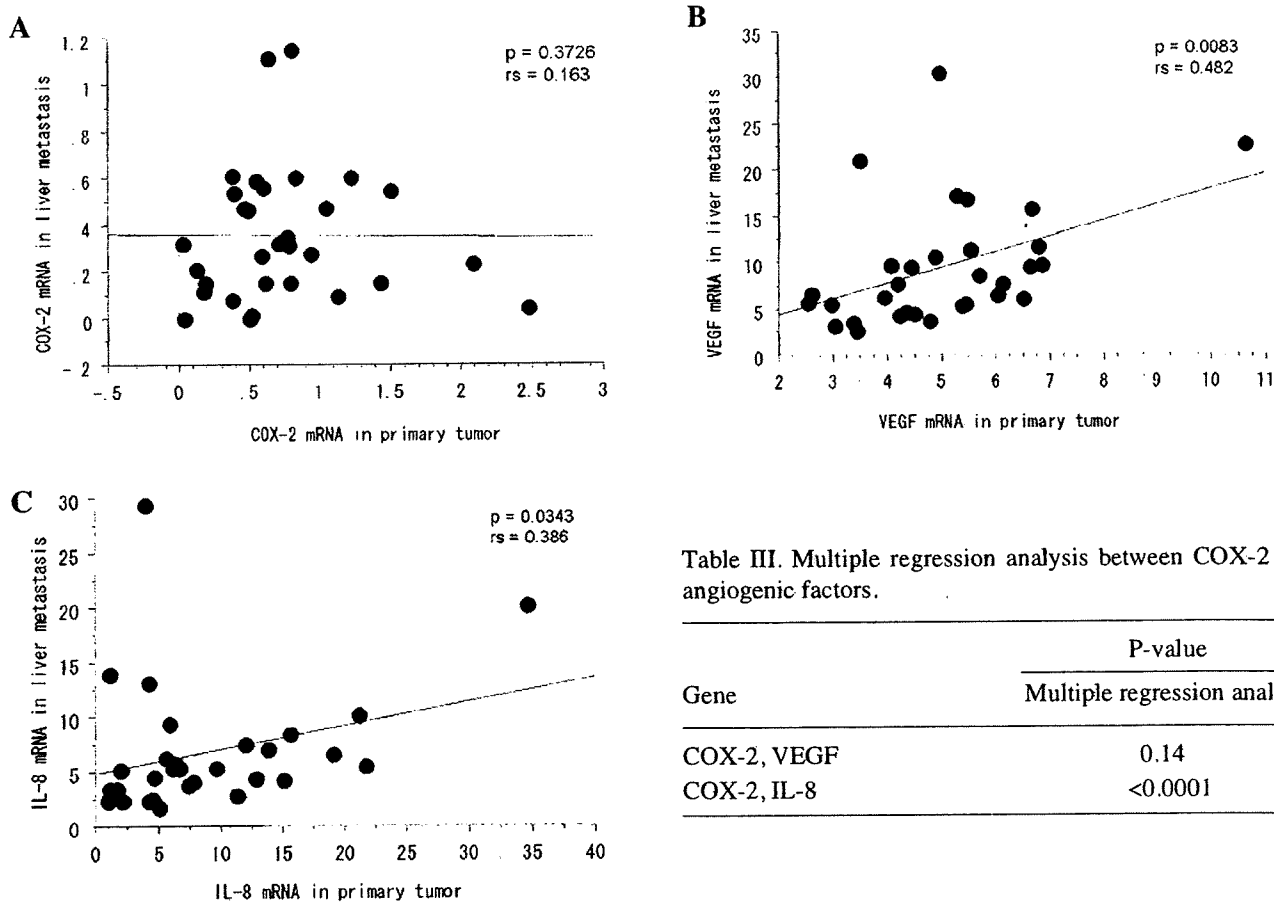 A
p = 0.3726
rs = 0.163
COX-2 mRNA in liver metastasis
1.2
1
.8
.6
.4
.2
0
-.2
-.5 0 .5 1 1.5 2 2.5 3
COX-2 mRNA in primary tumor
B
p = 0.0083
rs = 0.482
VEGF mRNA in liver metastasis
35
30
25
20
15
10
5
0
2 3 4 5 6 7 8 9 10 11
VEGF mRNA in primary tumor
C
p = 0.0343
rs = 0.386
IL-8 mRNA in liver metastasis
30
25
20
15
10
5
0
0 5 10 15 20 25 30 35 40
IL-8 mRNA in primary tumor
Table III. Multiple regression analysis between COX-2
angiogenic factors.
P-value
Gene
Multiple regression anal
COX-2, VEGF 0.14
COX-2, IL-8 <0.0001